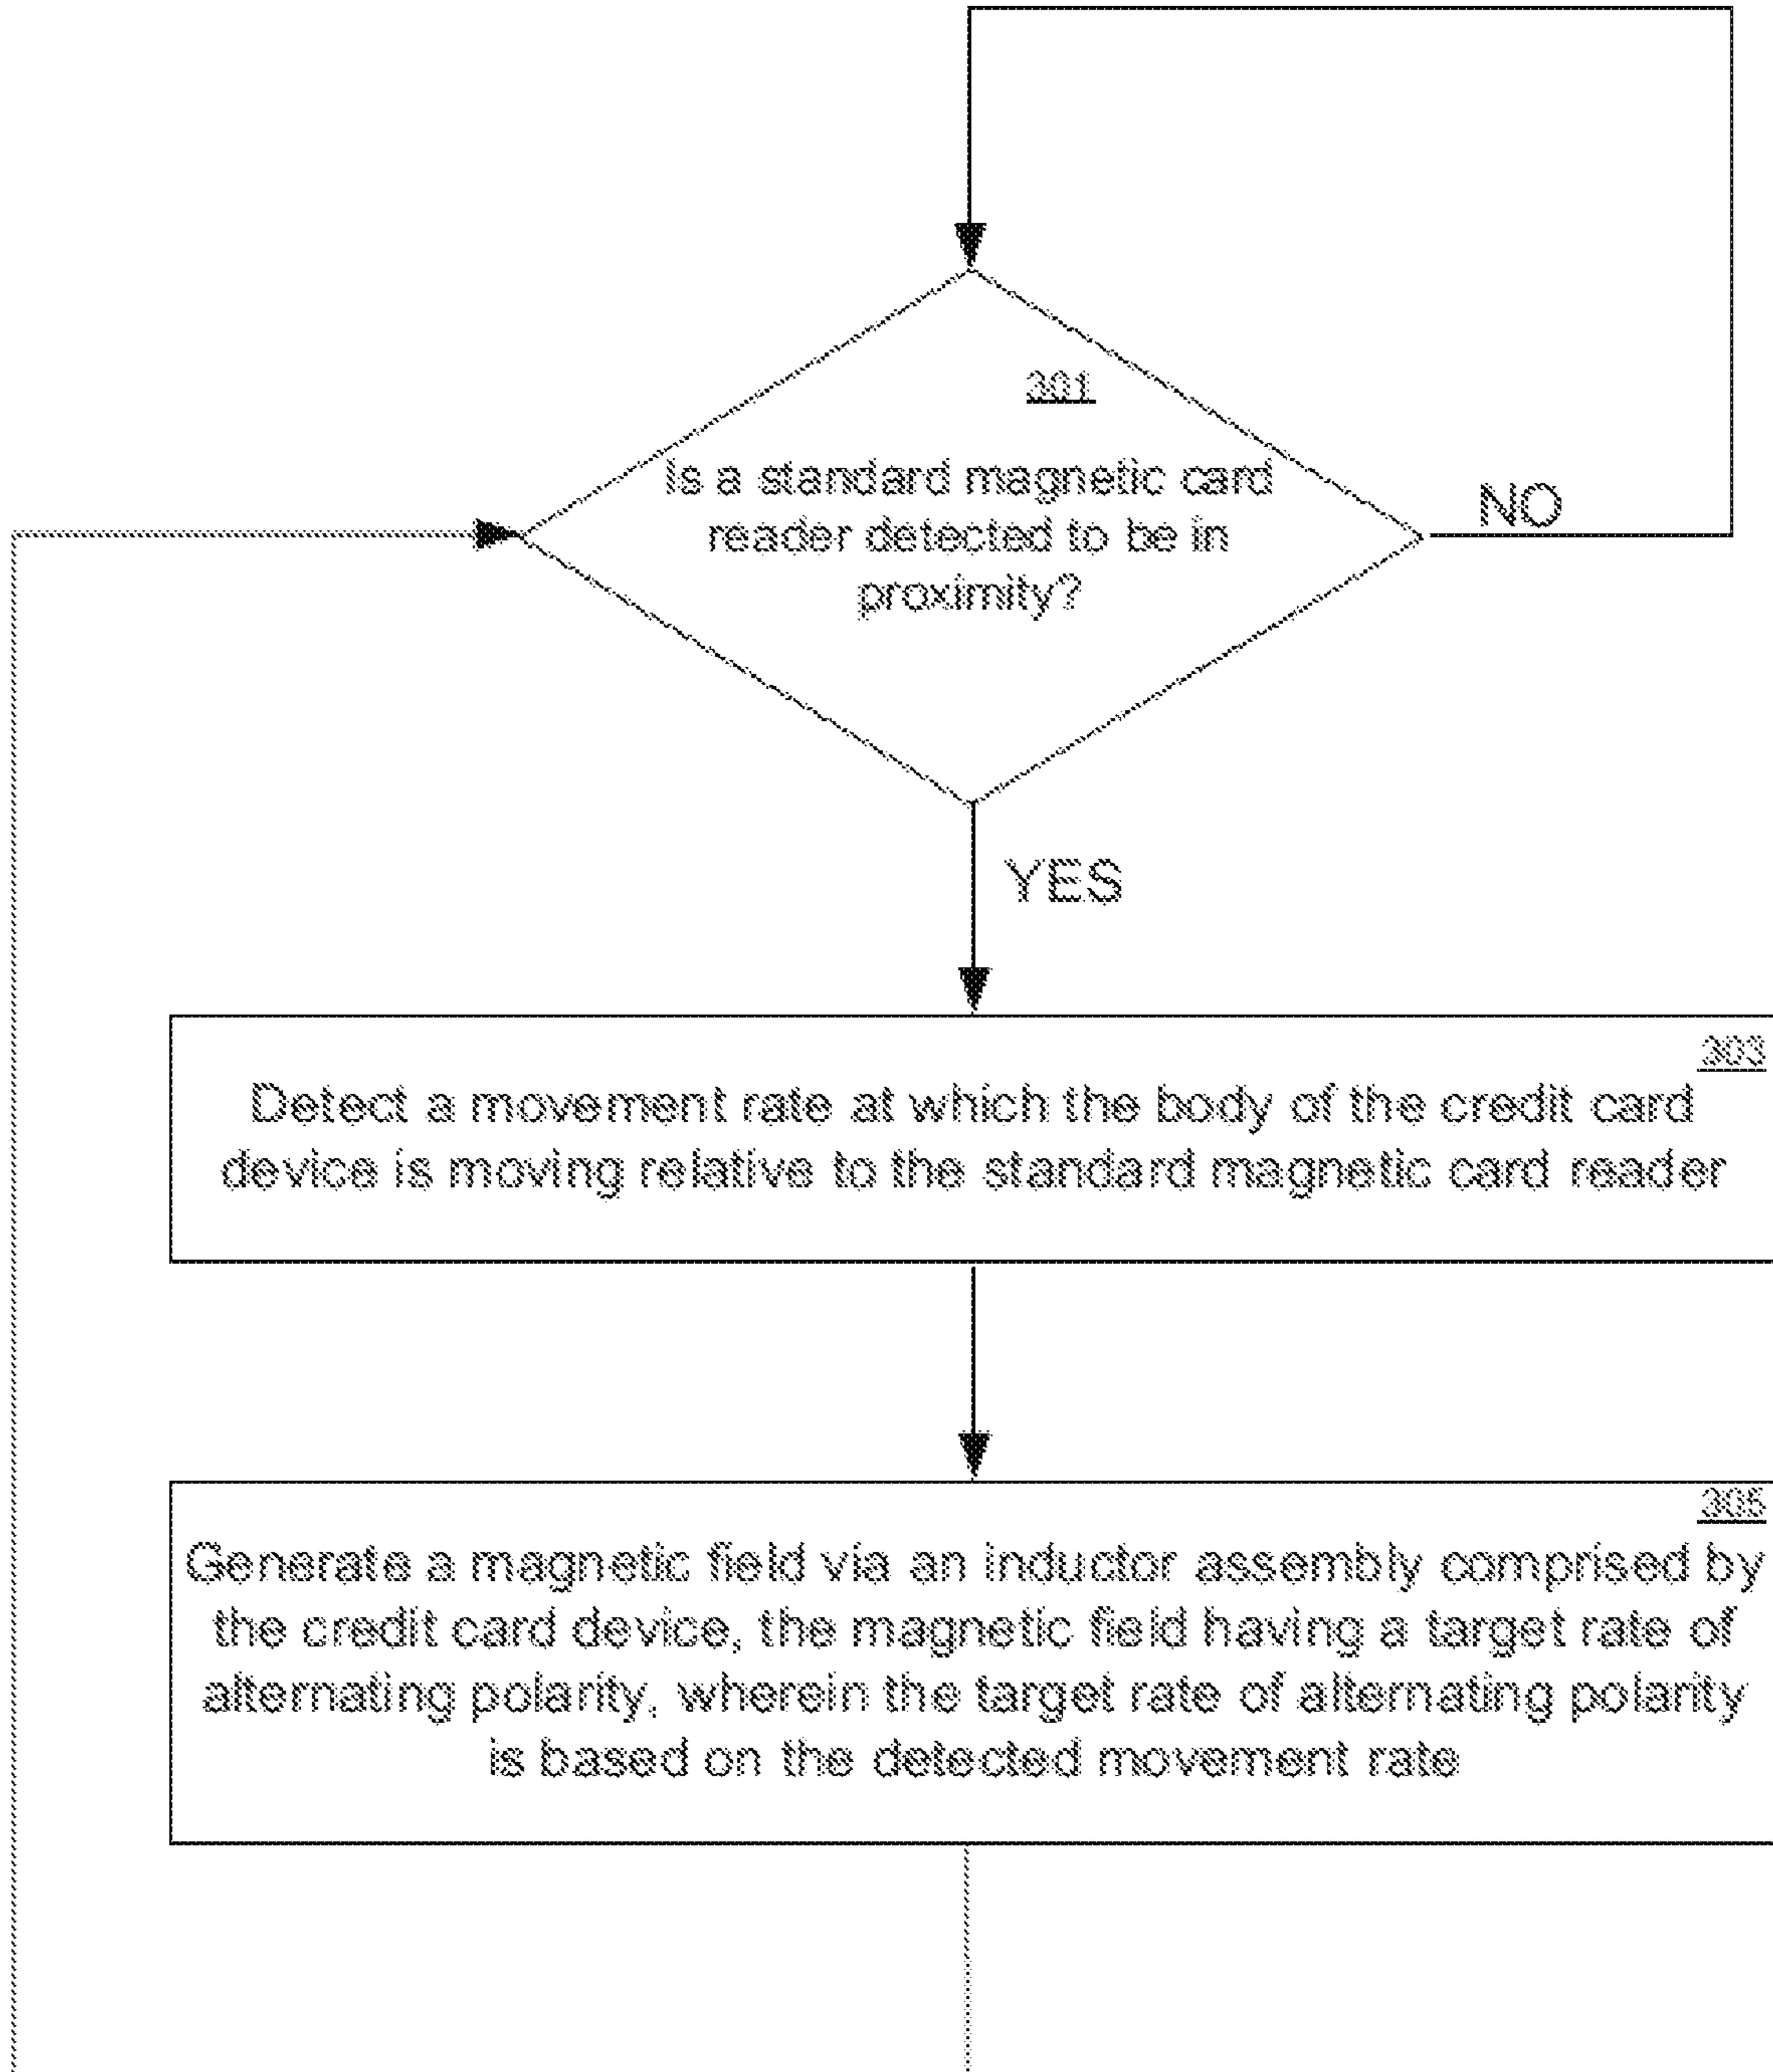 301
Is a standard magnetic card
reader detected to be in
proximity?
NO
YES
303
Detect a movement rate at which the body of the credit card
device is moving relative to the standard magnetic card reader
305
Generate a magnetic field via an inductor assembly comprised by
the credit card device, the magnetic field having a target rate of
alternating polarity, wherein the target rate of alternating polarity
is based on the detected movement rate